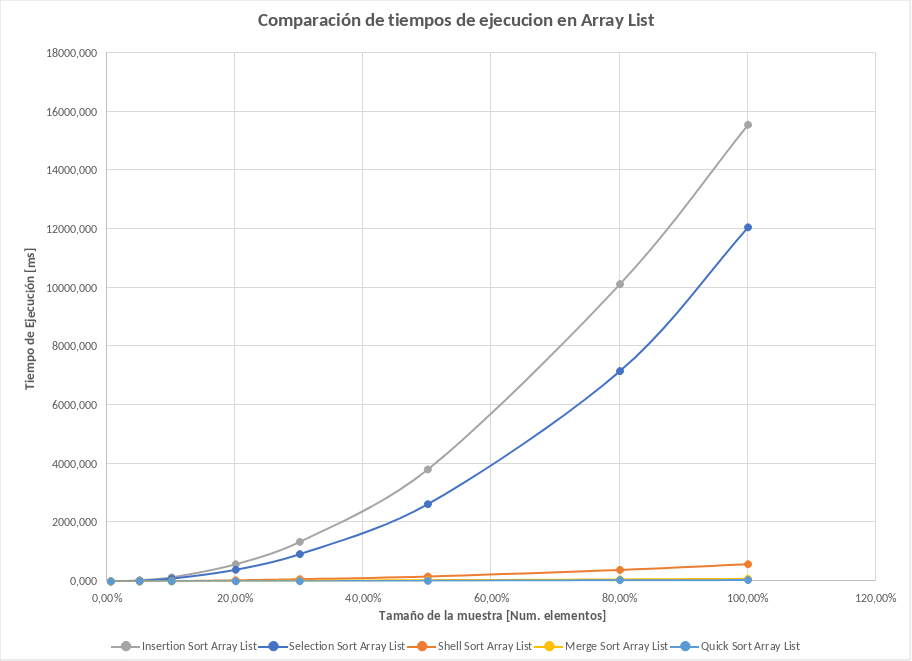 Comparación de tiempos de ejecucion en Array List
18000,000
16000,000
14000,000
12000,000
10000,000
8000,000
6000,000
4000,000
2000,000
0,000
Tiempo de Ejecución [ms]
0,00% 20,00% 40,00% 60,00% 80,00% 100,00% 120,00%
Tamaño de la muestra [Num. elementos]
Insertion Sort Array List Selection Sort Array List Shell Sort Array List Merge Sort Array List Quick Sort Array List